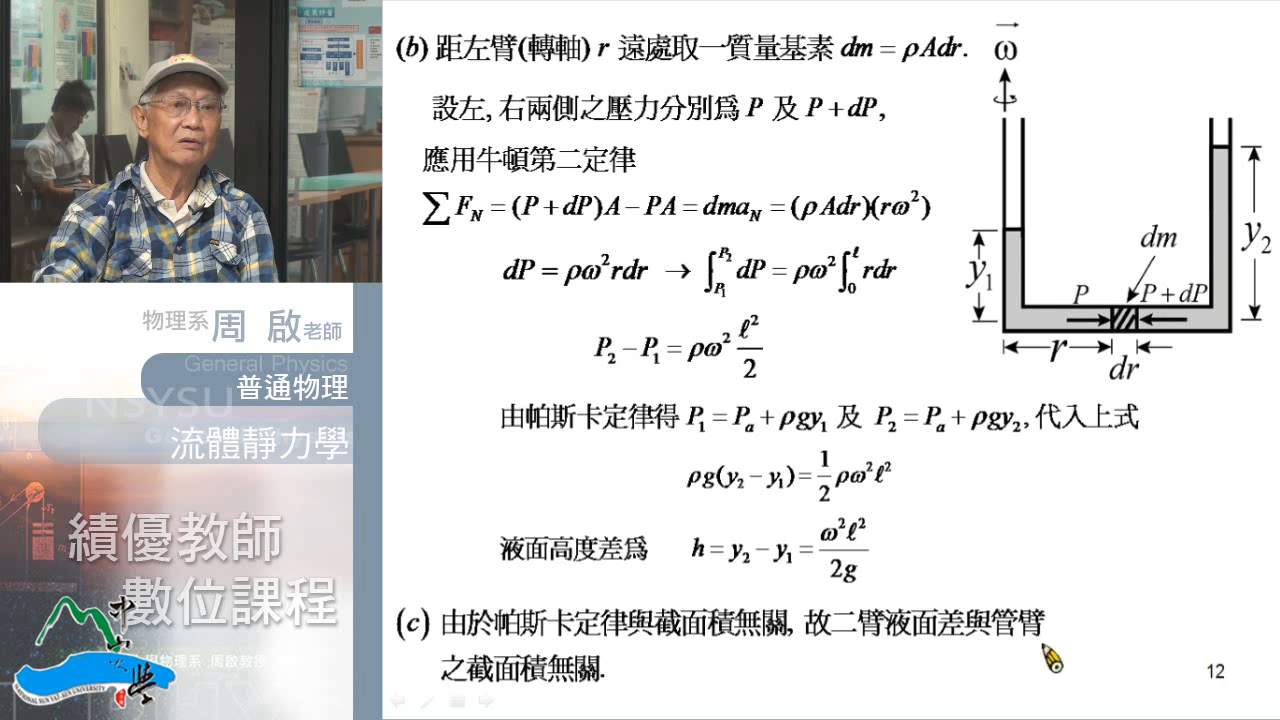 (b) 距左臂(轉軸) r 遠處取一質量基素 dm = ρAdr.
設左, 右兩側之壓力分別爲 P 及 P + dP,
應用牛頓第二定律
∑ F_N = (P + dP)A − PA = dma_N = (ρAdr)(rω²)
dP = ρω²rdr → ∫_{P₁}^{P₂} dP = ρω² ∫_0^ℓ rdr
P₂ − P₁ = ρω² ℓ²/2
由帕斯卡定律得 P₁ = Pₐ + ρgy₁ 及 P₂ = Pₐ + ρgy₂, 代入上式
ρg(y₂ − y₁) = 1/2 ρω²ℓ²
液面高度差爲 h = y₂ − y₁ = ω²ℓ²/2g
(c) 由於帕斯卡定律與截面積無關, 故二臂液面差與管臂
之截面積無關.
ω
y₁
y₂
dm
P
P + dP
r
dr
12
物理系周 啟老師
General Physics
普通物理
NSYSU
流體靜力學
績優教師
數位課程